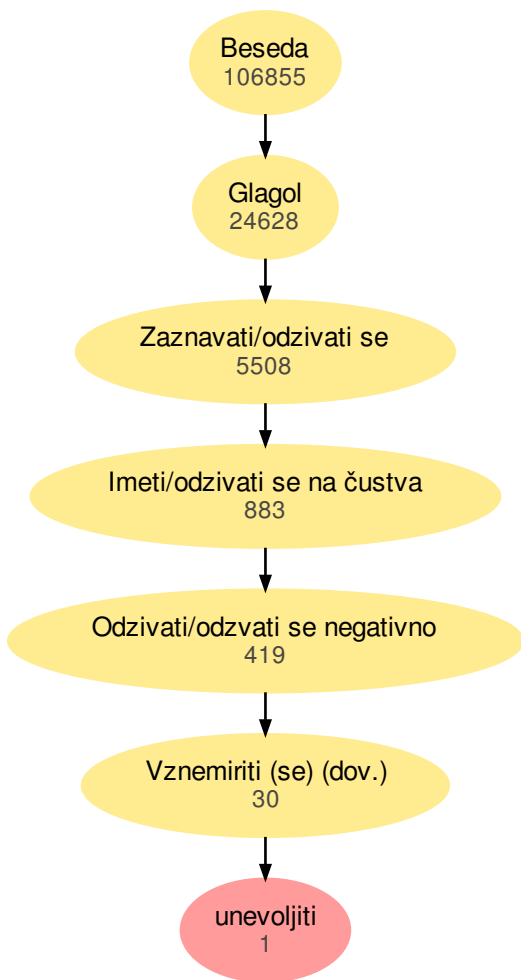 Beseda
106855
Glagol
24628
Zaznavati/odzivati se
5508
Imeti/odzivati se na čustva
883
Odzivati/odzvati se negativno
419
Vznemiriti (se) (dov.)
30
unevoljiti
1